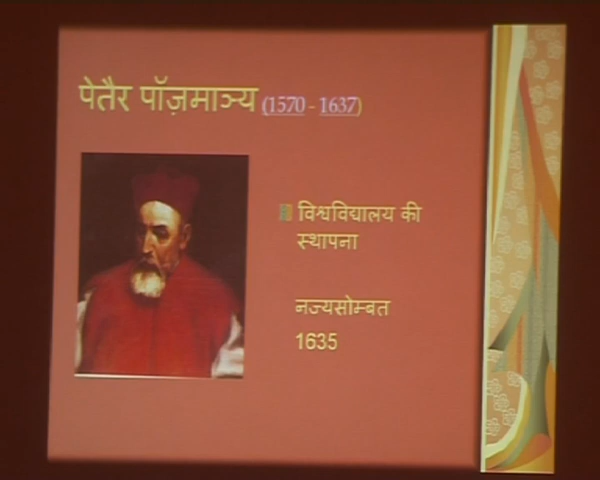 पेतैर पॉज़माञ्य (1570 - 1637)
विश्वविद्यालय की
स्थापना
नज्यसोम्बत
1635